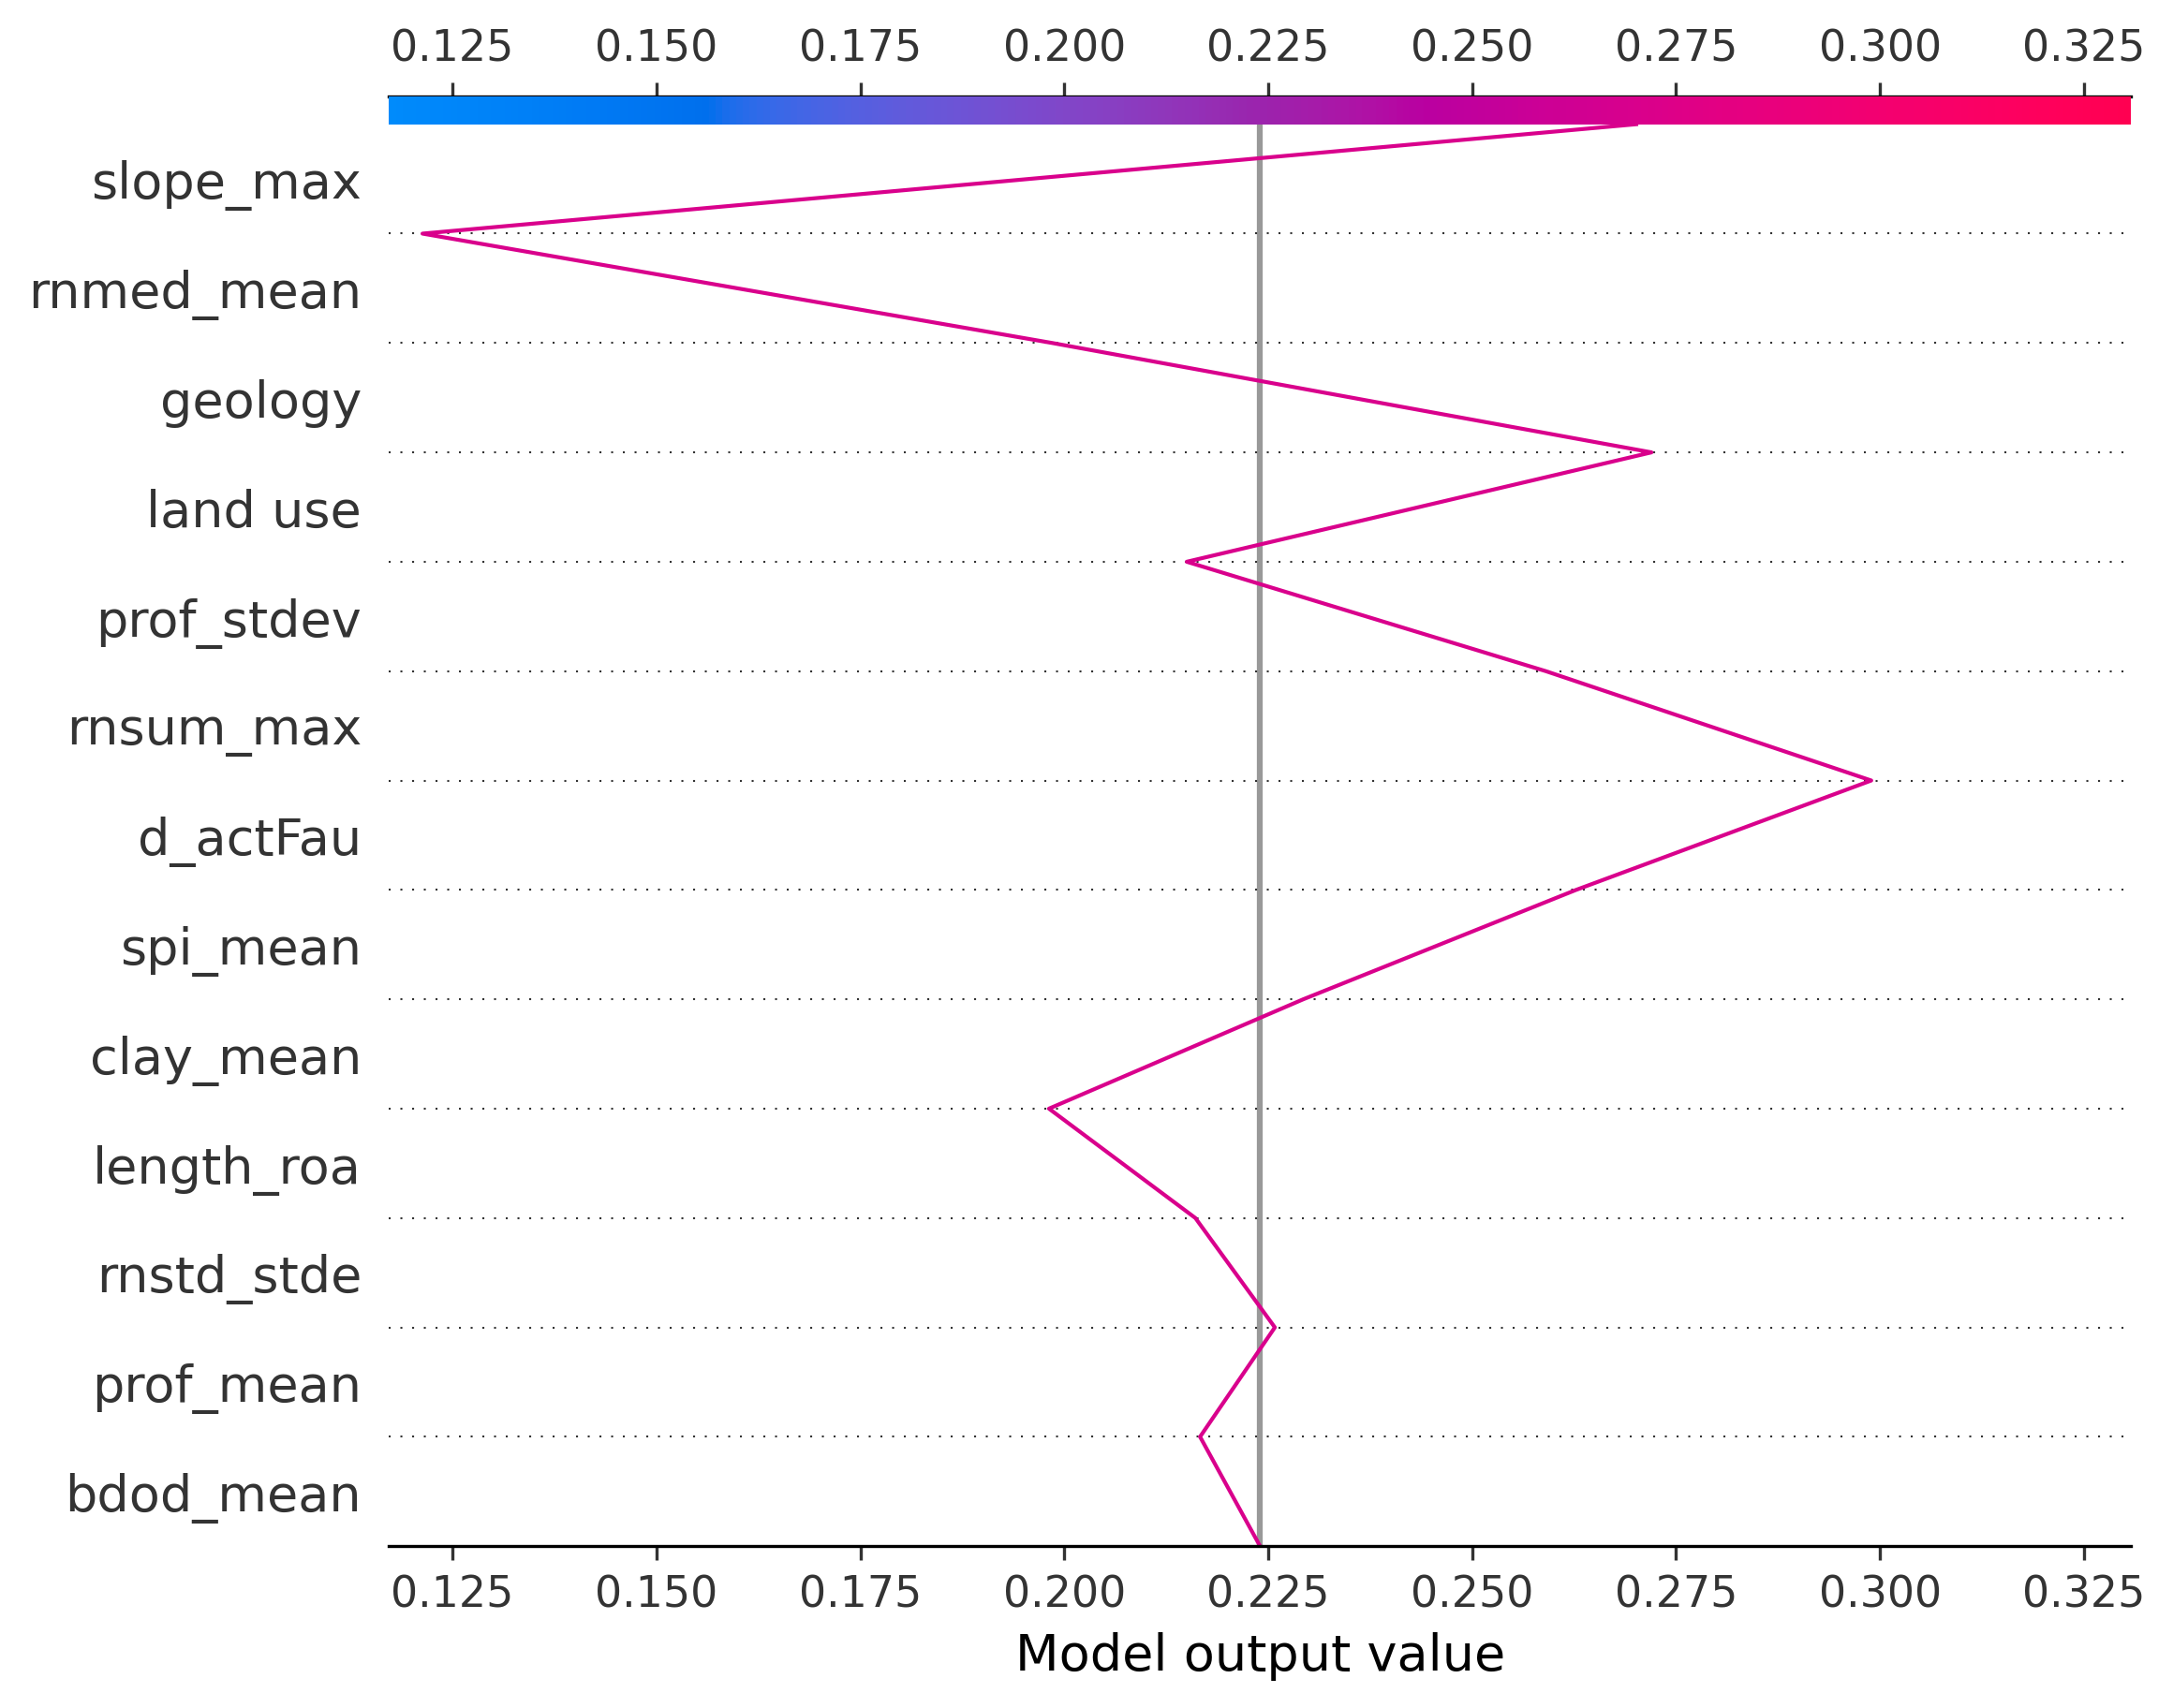 0.125 0.150 0.175 0.200 0.225 0.250 0.275 0.300 0.325
slope_max
rnmed_mean
geology
land use
prof_stdev
rnsum_max
d_actFau
spi_mean
clay_mean
length_roa
rnstd_stde
prof_mean
bdod_mean
0.125 0.150 0.175 0.200 0.225 0.250 0.275 0.300 0.325
Model output value